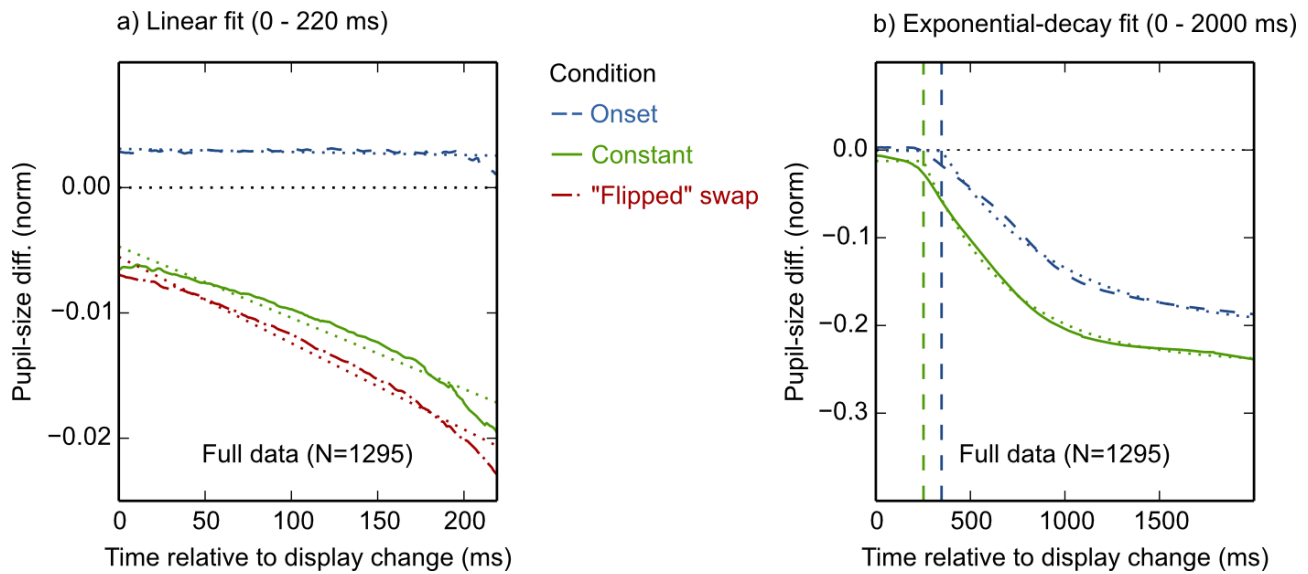 a) Linear fit (0 - 220 ms)
Pupil-size diff. (norm)
0.00
−0.01
−0.02
Full data (N=1295)
0 50 100 150 200
Time relative to display change (ms)
Condition
Onset
Constant
"Flipped" swap
b) Exponential-decay fit (0 - 2000 ms)
Pupil-size diff. (norm)
0.0
−0.1
−0.2
−0.3
Full data (N=1295)
0 500 1000 1500
Time relative to display change (ms)